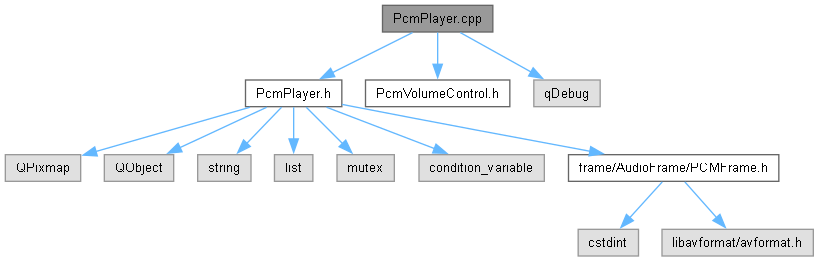 PcmPlayer.cpp
PcmPlayer.h
PcmVolumeControl.h
qDebug
QPixmap
QObject
string
list
mutex
condition_variable
frame/AudioFrame/PCMFrame.h
cstdint
libavformat/avformat.h